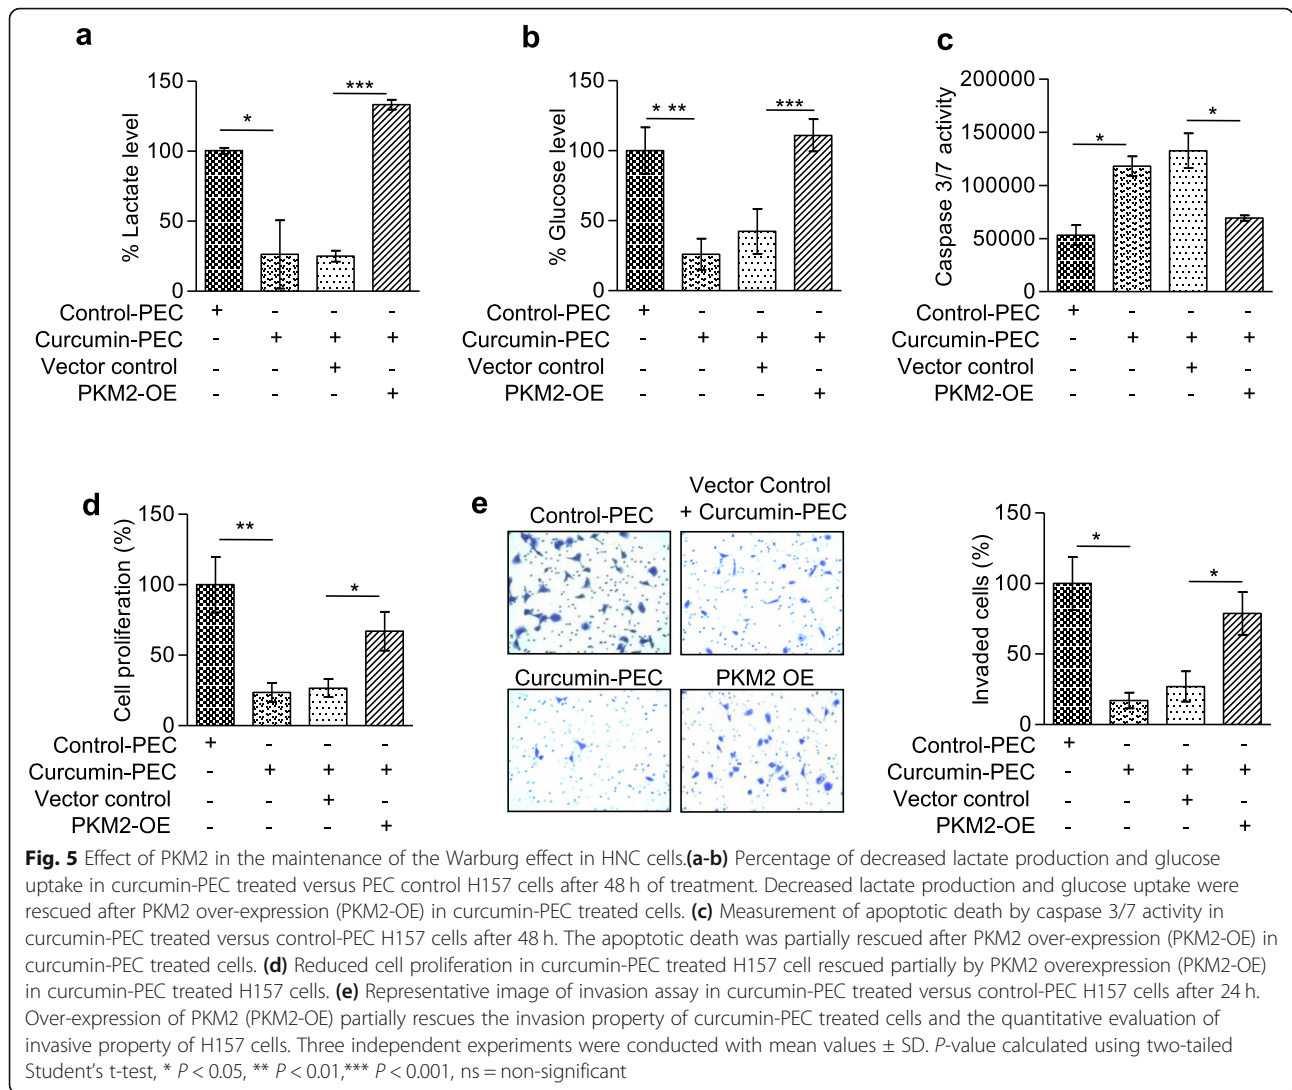 a
% Lactate level
150
100
50
0
*
***
Control-PEC + - - -
Curcumin-PEC - + + +
Vector control - - + -
PKM2-OE - - - +
b
% Glucose level
150
100
50
0
* **
***
Control-PEC + - - -
Curcumin-PEC - + + +
Vector control - - + -
PKM2-OE - - - +
c
Caspase 3/7 activity
200000
150000
100000
50000
0
*
*
Control-PEC + - - -
Curcumin-PEC - + + +
Vector control - - + -
PKM2-OE - - - +
d
Cell proliferation (%)
150
100
50
0
**
*
Control-PEC + - - -
Curcumin-PEC - + + +
Vector control - - + -
PKM2-OE - - - +
e
Control-PEC
Vector Control
+ Curcumin-PEC
Curcumin-PEC
PKM2 OE
Invaded cells (%)
150
100
50
0
*
*
Control-PEC + - - -
Curcumin-PEC - + + +
Vector control - - + -
PKM2-OE - - - +
Fig. 5 Effect of PKM2 in the maintenance of the Warburg effect in HNC cells.(a-b) Percentage of decreased lactate production and glucose
uptake in curcumin-PEC treated versus PEC control H157 cells after 48 h of treatment. Decreased lactate production and glucose uptake were
rescued after PKM2 over-expression (PKM2-OE) in curcumin-PEC treated cells. (c) Measurement of apoptotic death by caspase 3/7 activity in
curcumin-PEC treated versus control-PEC H157 cells after 48 h. The apoptotic death was partially rescued after PKM2 over-expression (PKM2-OE) in
curcumin-PEC treated cells. (d) Reduced cell proliferation in curcumin-PEC treated H157 cell rescued partially by PKM2 overexpression (PKM2-OE)
in curcumin-PEC treated H157 cells. (e) Representative image of invasion assay in curcumin-PEC treated versus control-PEC H157 cells after 24 h.
Over-expression of PKM2 (PKM2-OE) partially rescues the invasion property of curcumin-PEC treated cells and the quantitative evaluation of
invasive property of H157 cells. Three independent experiments were conducted with mean values ± SD. P-value calculated using two-tailed
Student's t-test, * P < 0.05, ** P < 0.01,*** P < 0.001, ns = non-significant